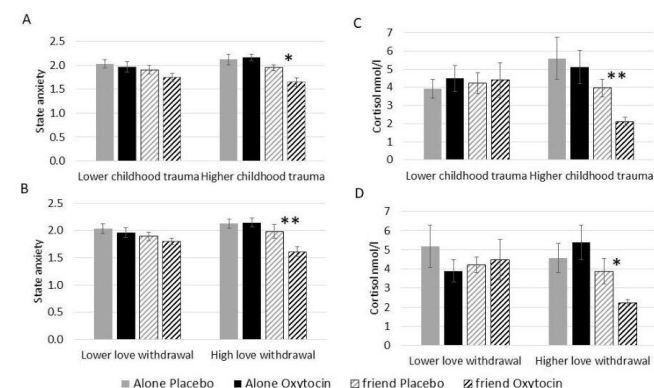 A
State anxiety
2.5
2.0
1.5
1.0
0.5
0.0
*
Lower childhood trauma Higher childhood trauma
C
Cortisol nmol/l
7
6
5
4
3
2
1
0
**
Lower childhood trauma Higher childhood trauma
B
State anxiety
2.5
2.0
1.5
1.0
0.5
0.0
**
Lower love withdrawal High love withdrawal
D
Cortisol nmol/l
7
6
5
4
3
2
1
0
*
Lower love withdrawal Higher love withdrawal
Alone Placebo Alone Oxytocin friend Placebo friend Oxytocin